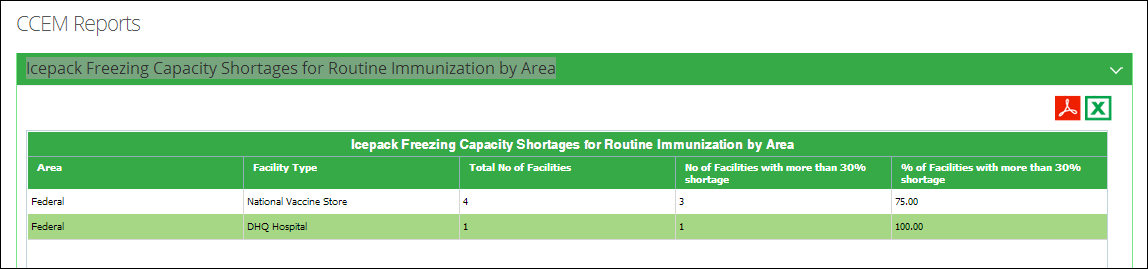 CCEM Reports
Icepack Freezing Capacity Shortages for Routine Immunization by Area
Icepack Freezing Capacity Shortages for Routine Immunization by Area
Area Facility Type Total No of Facilities No of Facilities with more than 30% shortage % of Facilities with more than 30% shortage
Federal National Vaccine Store 4 3 75.00
Federal DHQ Hospital 1 1 100.00